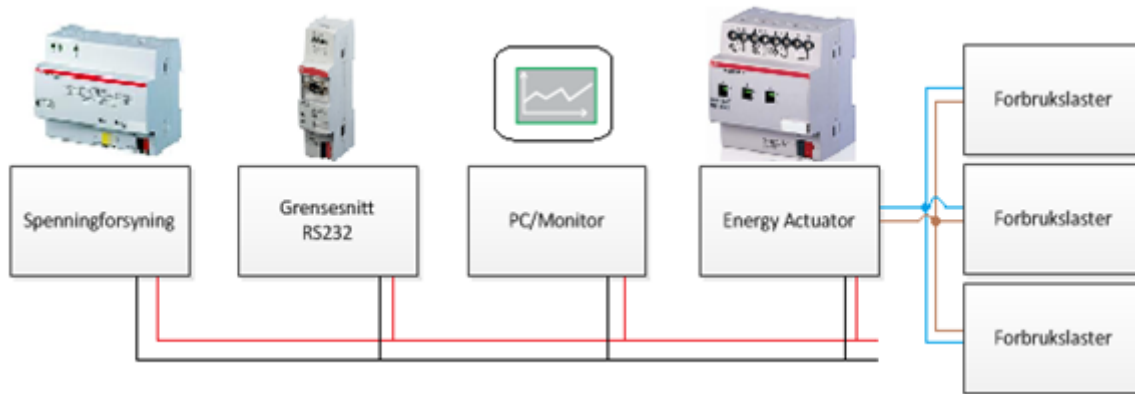 Spenningforsyning
Grensesnitt
RS232
PC/Monitor
Energy Actuator
Forbrukslaster
Forbrukslaster
Forbrukslaster